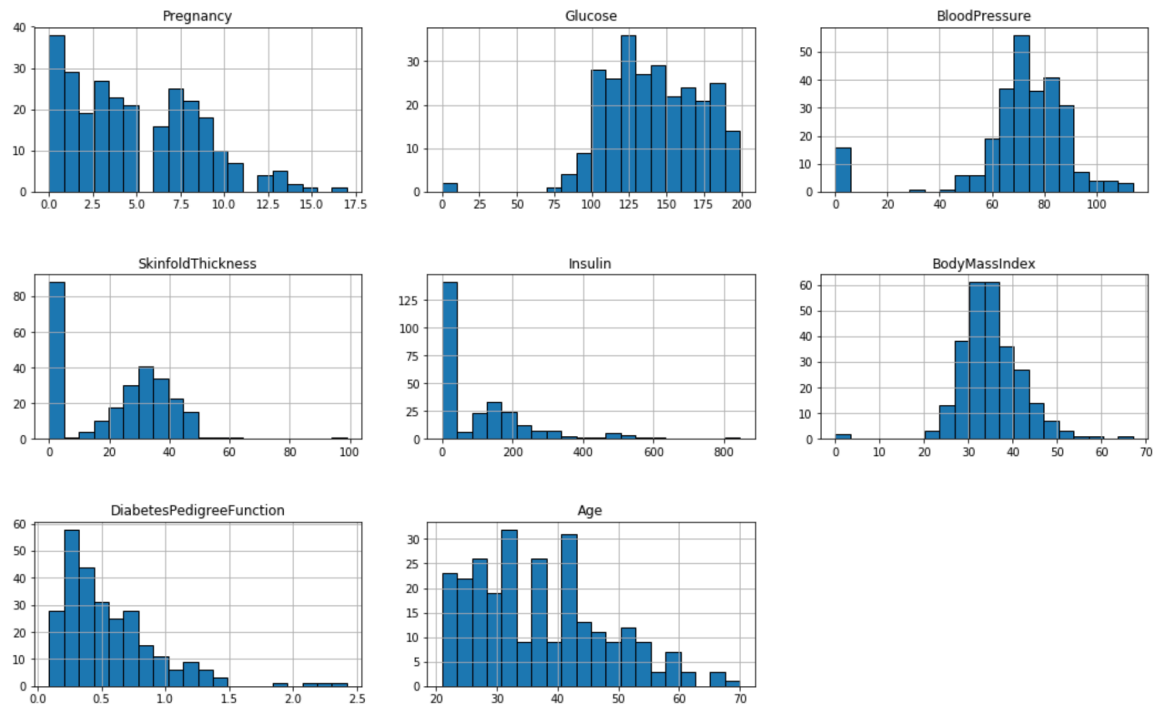 Pregnancy
40
30
20
10
0
0.0 2.5 5.0 7.5 10.0 12.5 15.0 17.5
Glucose
30
20
10
0
0 25 50 75 100 125 150 175 200
BloodPressure
50
40
30
20
10
0
0 20 40 60 80 100
SkinfoldThickness
80
60
40
20
0
0 20 40 60 80 100
Insulin
125
100
75
50
25
0
0 200 400 600 800
BodyMassIndex
60
50
40
30
20
10
0
0 10 20 30 40 50 60 70
DiabetesPedigreeFunction
60
50
40
30
20
10
0
0.0 0.5 1.0 1.5 2.0 2.5
Age
30
25
20
15
10
5
0
20 30 40 50 60 70